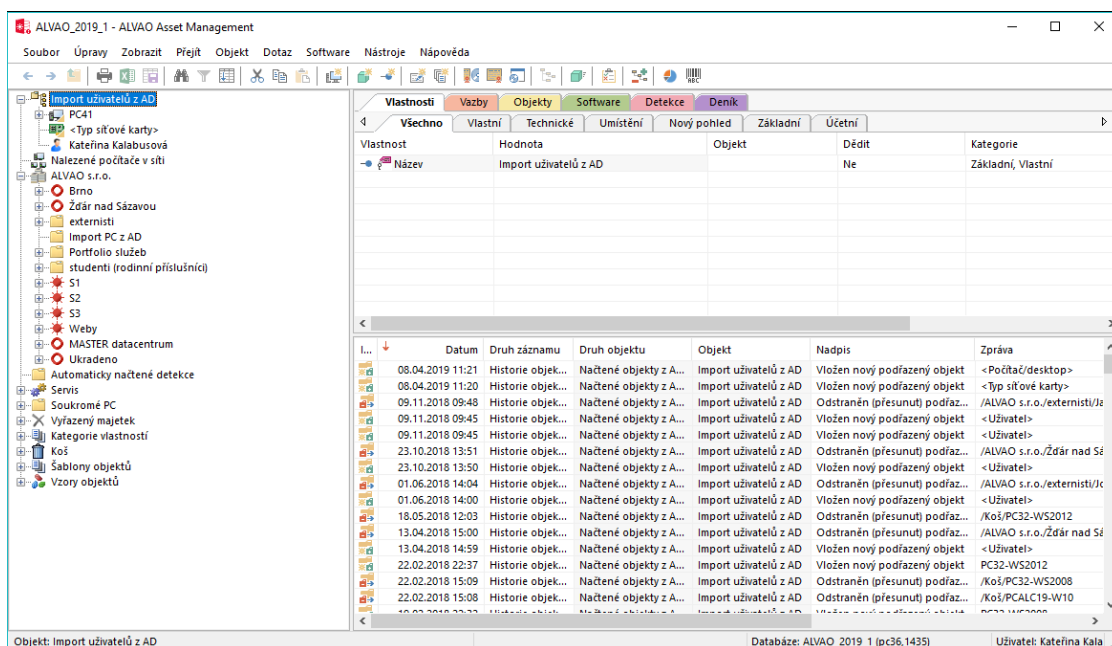 ALVAO_2019_1 - ALVAO Asset Management
Soubor Úpravy Zobrazit Přejít Objekt Dotaz Software Nástroje Nápověda
Import uživatelů z AD
PC41
<Typ síťové karty>
Kateřina Kalabusová
Nalezené počítače v síti
ALVAO s.r.o.
Brno
Žďár nad Sázavou
externisti
Import PC z AD
Portfolio služeb
studenti (rodinní příslušníci)
S1
S2
S3
Weby
MASTER datacentrum
Ukradeno
Automaticky načtené detekce
Servis
Soukromé PC
Vyřazený majetek
Kategorie vlastností
Koš
Šablony objektů
Vzory objektů
Vlastnosti Vazby Objekty Software Detekce Deník
Všechno Vlastní Technické Umístění Nový pohled Základní Účetní
Vlastnost Hodnota Objekt Dědit Kategorie
Název Import uživatelů z AD Ne Základní, Vlastní
I... Datum Druh záznamu Druh objektu Objekt Nadpis Zpráva
08.04.2019 11:21 Historie objek... Načtené objekty z A... Import uživatelů z AD Vložen nový podřazený objekt <Počítač/desktop>
08.04.2019 11:20 Historie objek... Načtené objekty z A... Import uživatelů z AD Vložen nový podřazený objekt <Typ síťové karty>
09.11.2018 09:48 Historie objek... Načtené objekty z A... Import uživatelů z AD Odstraněn (přesunut) podřaz... /ALVAO s.r.o./externisti/Ja
09.11.2018 09:45 Historie objek... Načtené objekty z A... Import uživatelů z AD Vložen nový podřazený objekt <Uživatel>
09.11.2018 09:45 Historie objek... Načtené objekty z A... Import uživatelů z AD Vložen nový podřazený objekt <Uživatel>
23.10.2018 13:51 Historie objek... Načtené objekty z A... Import uživatelů z AD Odstraněn (přesunut) podřaz... /ALVAO s.r.o./Žďár nad Sá
23.10.2018 13:50 Historie objek... Načtené objekty z A... Import uživatelů z AD Vložen nový podřazený objekt <Uživatel>
01.06.2018 14:04 Historie objek... Načtené objekty z A... Import uživatelů z AD Odstraněn (přesunut) podřaz... /ALVAO s.r.o./externisti/Jo
01.06.2018 14:00 Historie objek... Načtené objekty z A... Import uživatelů z AD Vložen nový podřazený objekt <Uživatel>
18.05.2018 12:03 Historie objek... Načtené objekty z A... Import uživatelů z AD Odstraněn (přesunut) podřaz... /Koš/PC32-WS2012
13.04.2018 15:00 Historie objek... Načtené objekty z A... Import uživatelů z AD Odstraněn (přesunut) podřaz... /ALVAO s.r.o./Žďár nad Sá
13.04.2018 14:59 Historie objek... Načtené objekty z A... Import uživatelů z AD Vložen nový podřazený objekt <Uživatel>
22.02.2018 22:37 Historie objek... Načtené objekty z A... Import uživatelů z AD Vložen nový podřazený objekt PC32-WS2012
22.02.2018 15:09 Historie objek... Načtené objekty z A... Import uživatelů z AD Odstraněn (přesunut) podřaz... /Koš/PC32-WS2008
22.02.2018 15:08 Historie objek... Načtené objekty z A... Import uživatelů z AD Odstraněn (přesunut) podřaz... /Koš/PCALC19-W10
Objekt: Import uživatelů z AD Databáze: ALVAO_2019_1 (pc36,1435) Uživatel: Kateřina Kala